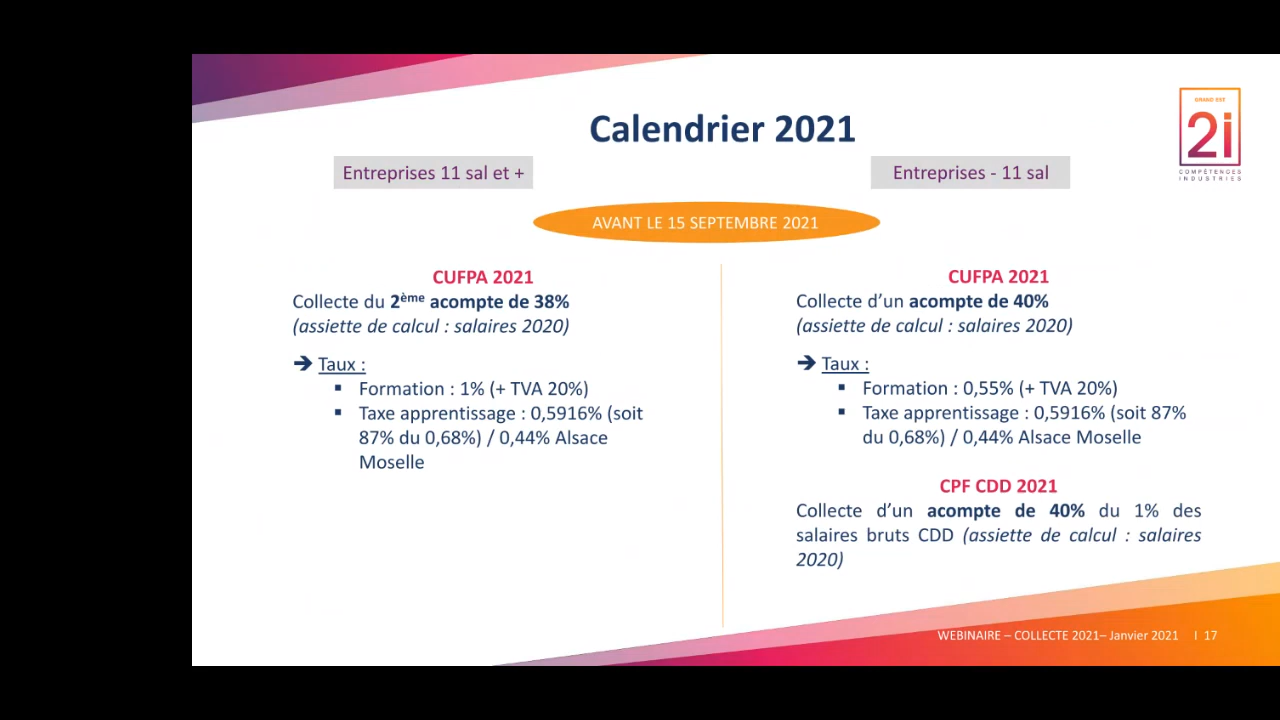 Calendrier 2021
GRAND EST
2i
COMPÉTENCES
INDUSTRIES
Entreprises 11 sal et +
Entreprises - 11 sal
AVANT LE 15 SEPTEMBRE 2021
CUFPA 2021
Collecte du 2ème acompte de 38%
(assiette de calcul : salaires 2020)
➔ Taux :
▪ Formation : 1% (+ TVA 20%)
▪ Taxe apprentissage : 0,5916% (soit
87% du 0,68%) / 0,44% Alsace
Moselle
CUFPA 2021
Collecte d’un acompte de 40%
(assiette de calcul : salaires 2020)
➔ Taux :
▪ Formation : 0,55% (+ TVA 20%)
▪ Taxe apprentissage : 0,5916% (soit 87%
du 0,68%) / 0,44% Alsace Moselle
CPF CDD 2021
Collecte d’un acompte de 40% du 1% des
salaires bruts CDD (assiette de calcul : salaires
2020)
WEBINAIRE – COLLECTE 2021– Janvier 2021 I 17